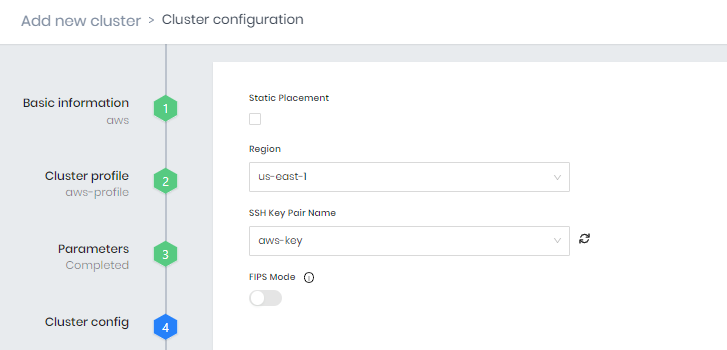 Add new cluster > Cluster configuration
Static Placement
Basic information
aws
1
Region
us-east-1
Cluster profile
aws-profile
2
SSH Key Pair Name
aws-key
Parameters
Completed
3
FIPS Mode
Cluster config
4